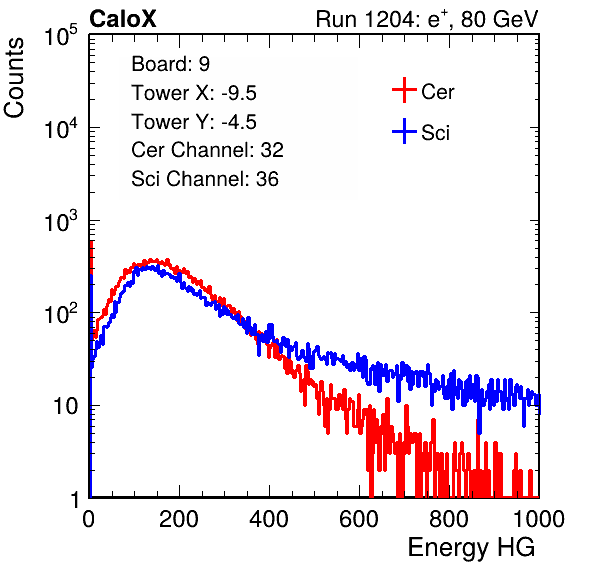 CaloX Run 1204: e⁺, 80 GeV
Board: 9
Tower X: -9.5
Tower Y: -4.5
Cer Channel: 32
Sci Channel: 36
Cer
Sci
Counts
10⁵
10⁴
10³
10²
10
1
0 200 400 600 800 1000
Energy HG